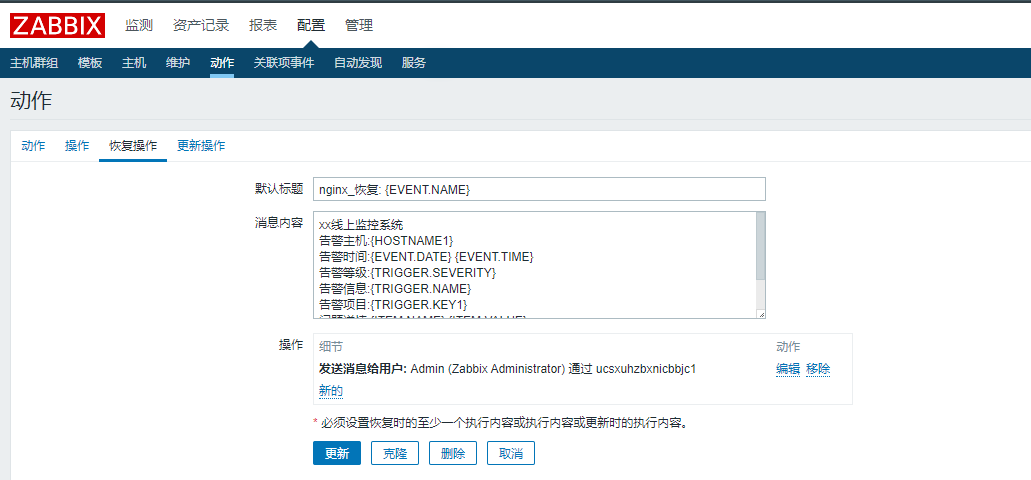 ZABBIX 监测 资产记录 报表 配置 管理
主机群组 模板 主机 维护 动作 关联项事件 自动发现 服务
动作
动作 操作 恢复操作 更新操作
默认标题 nginx_恢复: {EVENT.NAME}
消息内容 xx线上监控系统
告警主机:{HOSTNAME1}
告警时间:{EVENT.DATE} {EVENT.TIME}
告警等级:{TRIGGER.SEVERITY}
告警信息:{TRIGGER.NAME}
告警项目:{TRIGGER.KEY1}
问题详情:{ITEM.NAME}:{ITEM.VALUE}
操作 细节 动作
发送消息给用户: Admin (Zabbix Administrator) 通过 ucsxuhzbxnicbbjc1 编辑 移除
新的
* 必须设置恢复时的至少一个执行内容或执行内容或更新时的执行内容。
更新 克隆 删除 取消